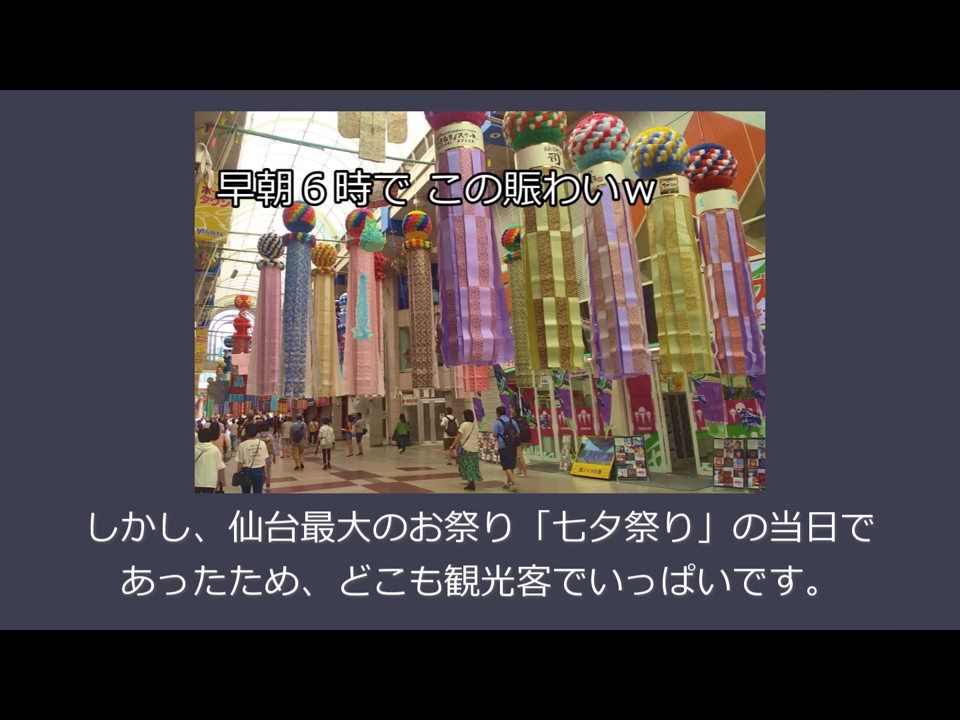 早朝６時で この賑わいｗ
司
しかし、仙台最大のお祭り「七夕祭り」の当日で
あったため、どこも観光客でいっぱいです。